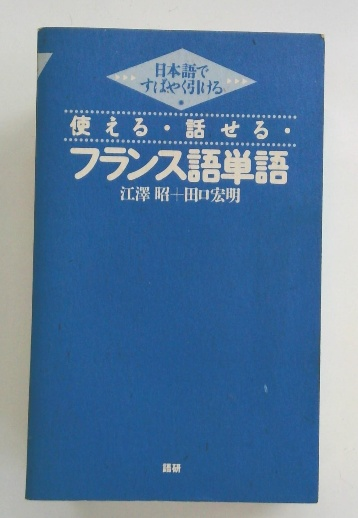 日本語で
すばやく引ける
使える・話せる・
フランス語単語
江澤昭+田口宏明
語研